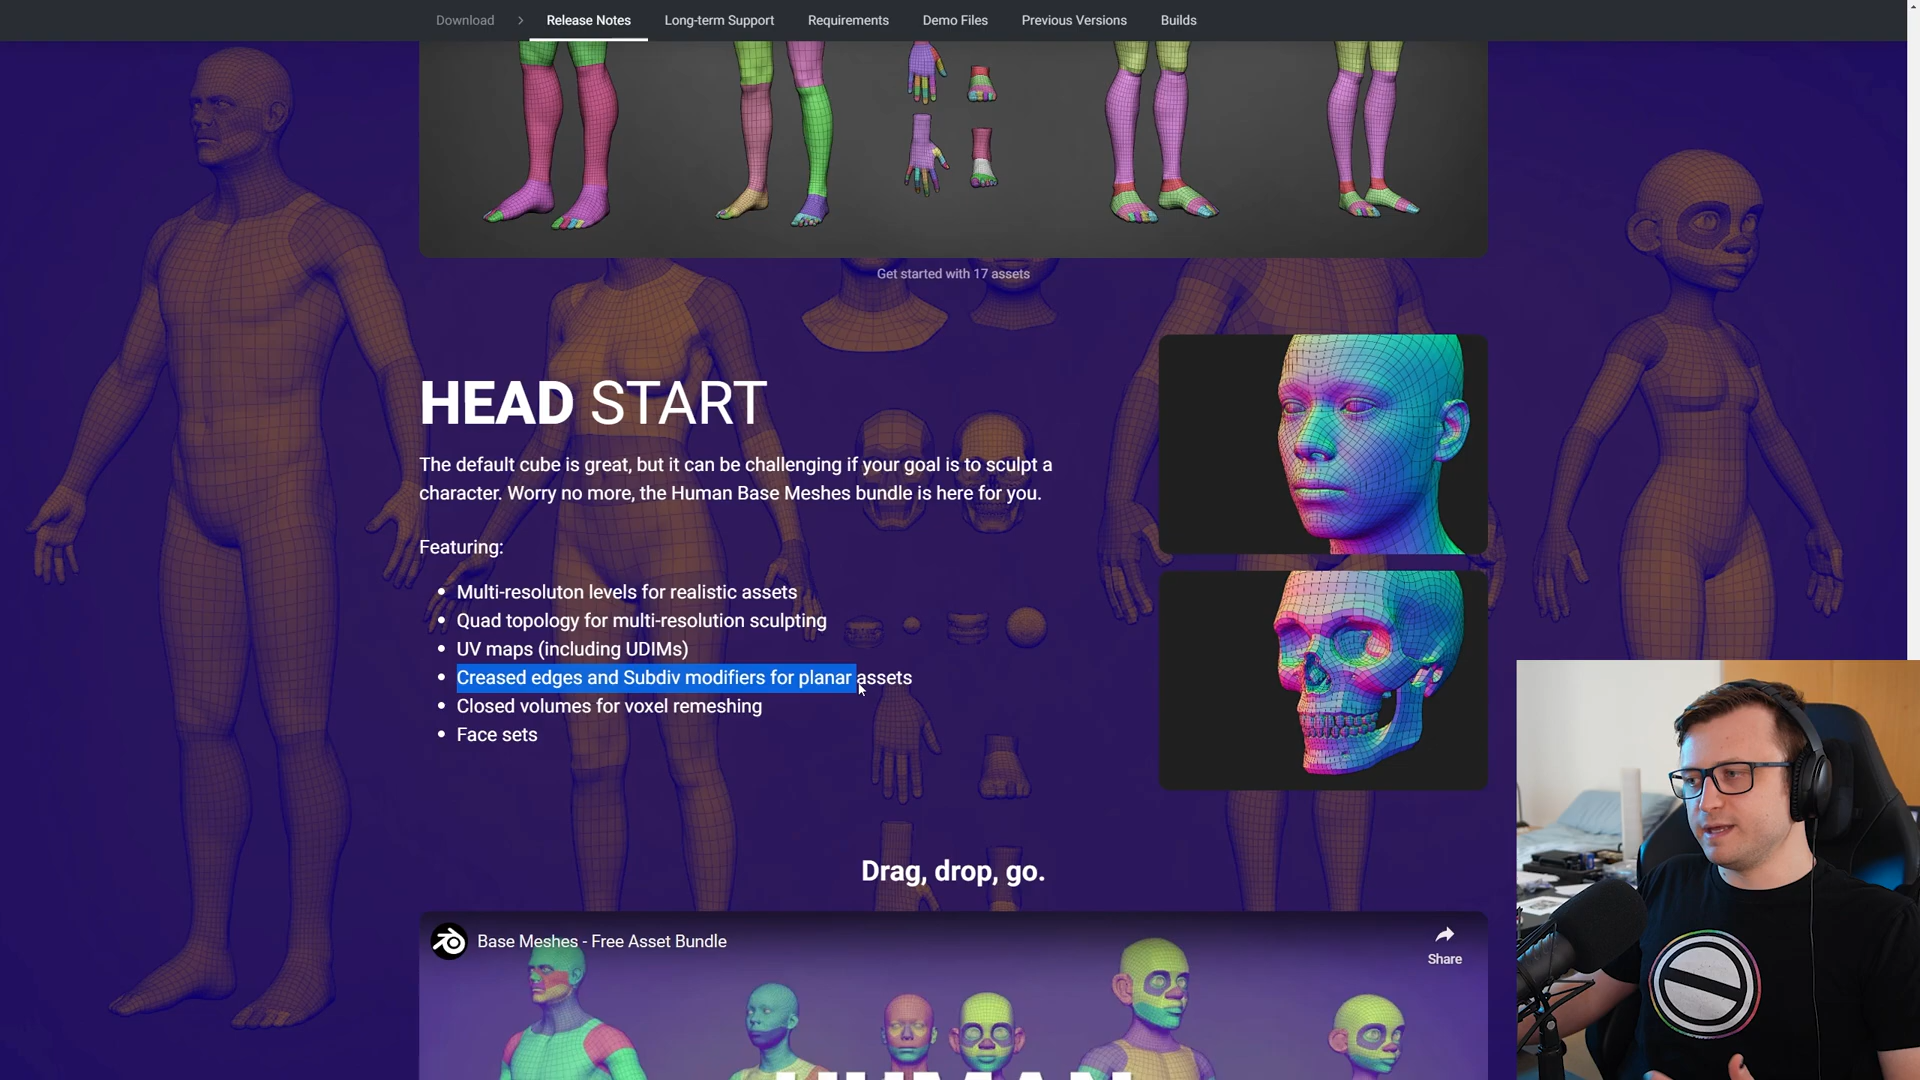 Download > Release Notes Long-term Support Requirements Demo Files Previous Versions Builds
Get started with 17 assets
HEAD START
The default cube is great, but it can be challenging if your goal is to sculpt a
character. Worry no more, the Human Base Meshes bundle is here for you.
Featuring:
• Multi-resoluton levels for realistic assets
• Quad topology for multi-resolution sculpting
• UV maps (including UDIMs)
• Creased edges and Subdiv modifiers for planar assets
• Closed volumes for voxel remeshing
• Face sets
Drag, drop, go.
Base Meshes - Free Asset Bundle
Share
HUMAN